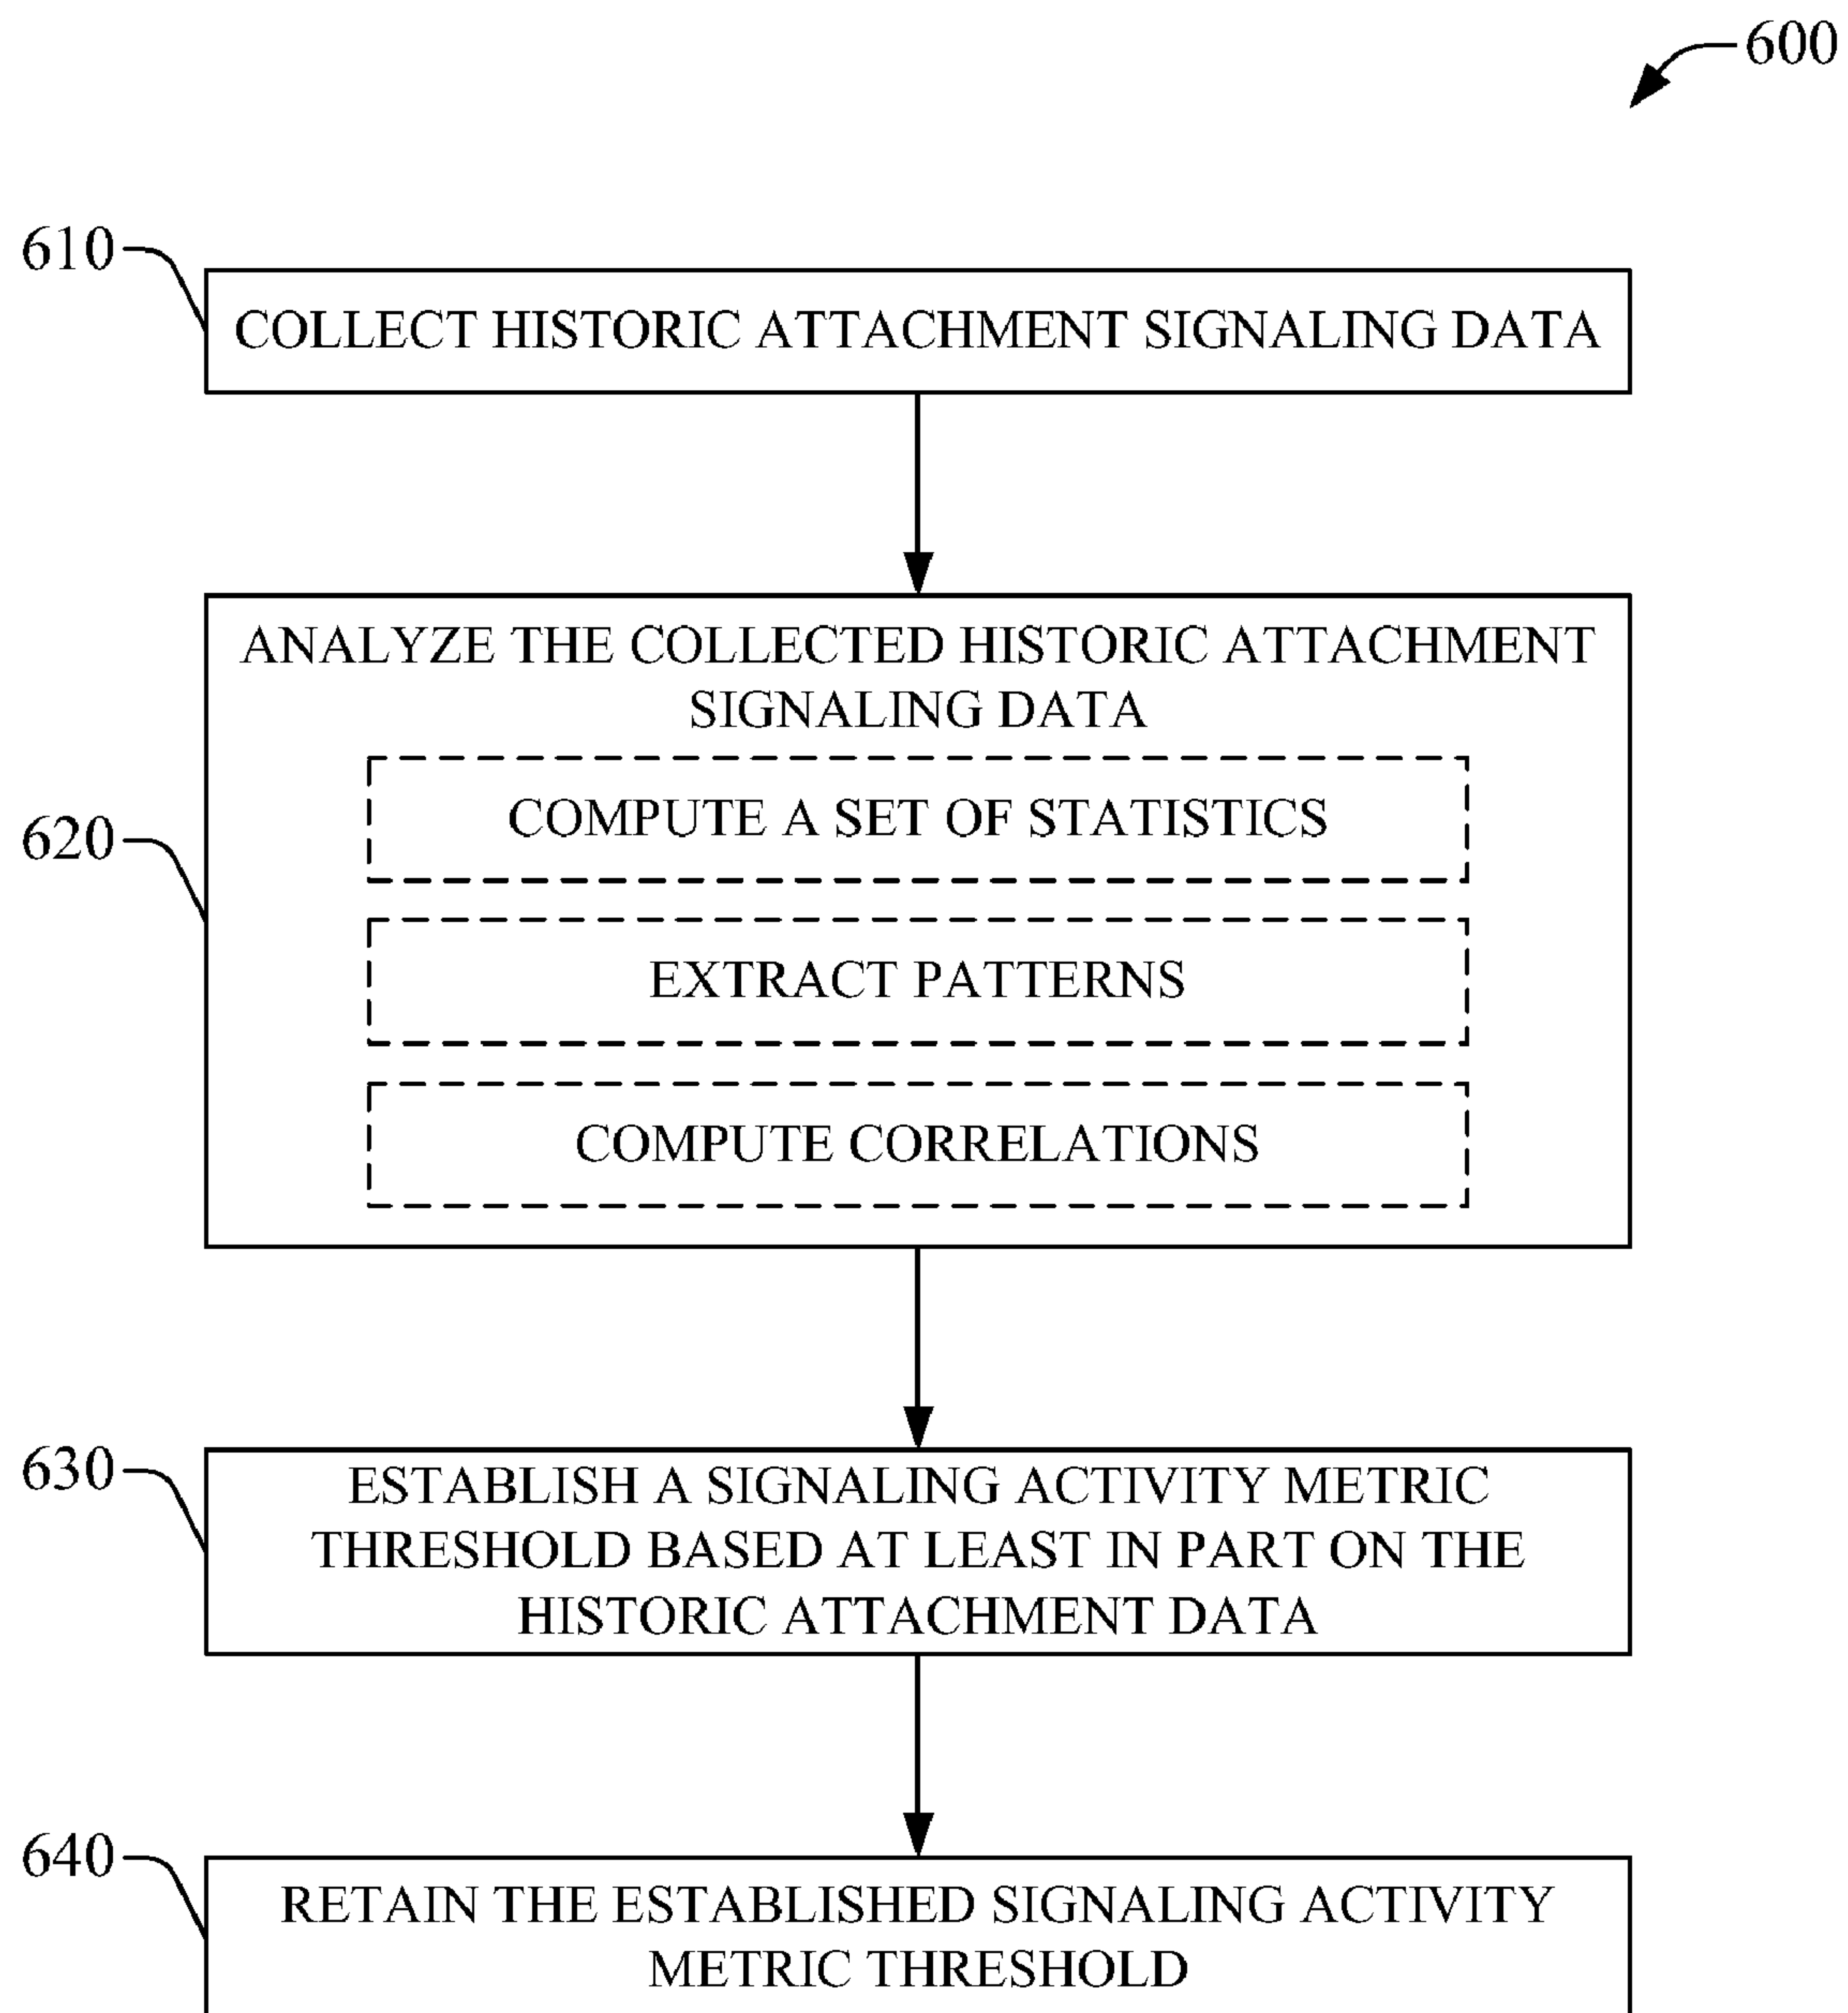 600
610
COLLECT HISTORIC ATTACHMENT SIGNALING DATA
ANALYZE THE COLLECTED HISTORIC ATTACHMENT
SIGNALING DATA
COMPUTE A SET OF STATISTICS
620
EXTRACT PATTERNS
COMPUTE CORRELATIONS
630
ESTABLISH A SIGNALING ACTIVITY METRIC
THRESHOLD BASED AT LEAST IN PART ON THE
HISTORIC ATTACHMENT DATA
640
RETAIN THE ESTABLISHED SIGNALING ACTIVITY
METRIC THRESHOLD